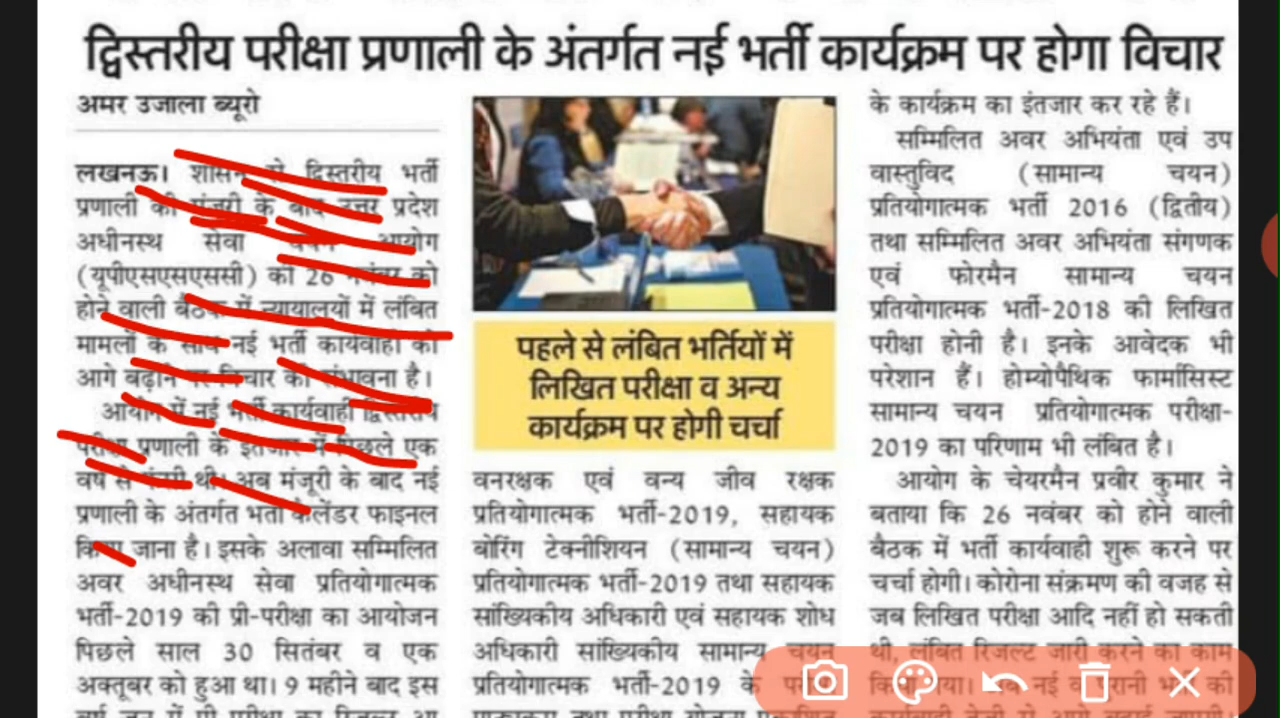 द्विस्तरीय परीक्षा प्रणाली के अंतर्गत नई भर्ती कार्यक्रम पर होगा विचार
अमर उजाला ब्यूरो
लखनऊ। शासन से द्विस्तरीय भर्ती
प्रणाली की मंजूरी के बाद उत्तर प्रदेश
अधीनस्थ सेवा चयन आयोग
(यूपीएसएसएससी) की 26 नवंबर को
होने वाली बैठक में न्यायालयों में लंबित
मामलों के साथ नई भर्ती कार्यवाही को
आगे बढ़ाने पर विचार की संभावना है।
आयोग में नई भर्ती कार्यवाही द्विस्तरीय
परीक्षा प्रणाली के इंतजार में पिछले एक
वर्ष से थी। अब मंजूरी के बाद नई
प्रणाली के अंतर्गत भर्ती कैलेंडर फाइनल
किया जाना है। इसके अलावा सम्मिलित
अवर अधीनस्थ सेवा प्रतियोगात्मक
भर्ती-2019 की प्री-परीक्षा का आयोजन
पिछले साल 30 सितंबर व एक
अक्तूबर को हुआ था। 9 महीने बाद इस
पहले से लंबित भर्तियों में
लिखित परीक्षा व अन्य
कार्यक्रम पर होगी चर्चा
वनरक्षक एवं वन्य जीव रक्षक
प्रतियोगात्मक भर्ती-2019, सहायक
बोरिंग टेक्नीशियन (सामान्य चयन)
प्रतियोगात्मक भर्ती-2019 तथा सहायक
सांख्यिकीय अधिकारी एवं सहायक शोध
अधिकारी सांख्यिकीय सामान्य चयन
प्रतियोगात्मक भर्ती-2019 के
के कार्यक्रम का इंतजार कर रहे हैं।
सम्मिलित अवर अभियंता एवं उप
वास्तुविद (सामान्य चयन)
प्रतियोगात्मक भर्ती 2016 (द्वितीय)
तथा सम्मिलित अवर अभियंता संगणक
एवं फोरमैन सामान्य चयन
प्रतियोगात्मक भर्ती-2018 की लिखित
परीक्षा होनी है। इनके आवेदक भी
परेशान हैं। होम्योपैथिक फार्मासिस्ट
सामान्य चयन प्रतियोगात्मक परीक्षा-
2019 का परिणाम भी लंबित है।
आयोग के चेयरमैन प्रवीर कुमार ने
बताया कि 26 नवंबर को होने वाली
बैठक में भर्ती कार्यवाही शुरू करने पर
चर्चा होगी। कोरोना संक्रमण की वजह से
जब लिखित परीक्षा आदि नहीं हो सकती
थी, लंबित रिजल्ट जारी करने का काम
नई व पुरानी की